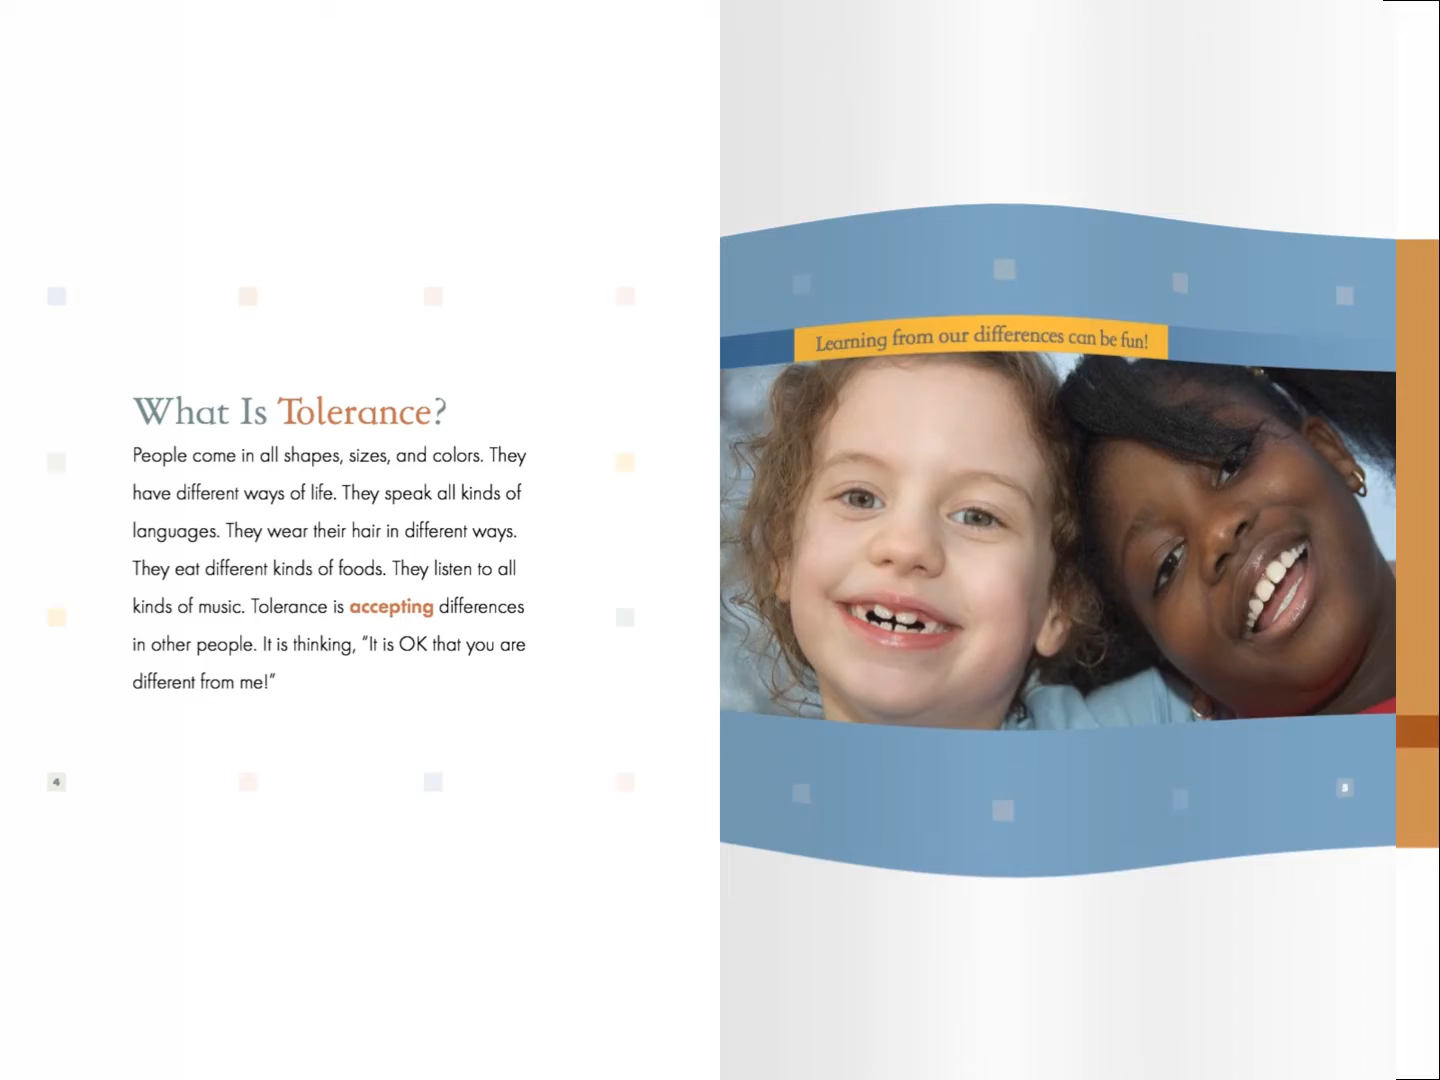 What Is Tolerance?
People come in all shapes, sizes, and colors. They
have different ways of life. They speak all kinds of
languages. They wear their hair in different ways.
They eat different kinds of foods. They listen to all
kinds of music. Tolerance is accepting differences
in other people. It is thinking, "It is OK that you are
different from me!"
4
Learning from our differences can be fun!
5